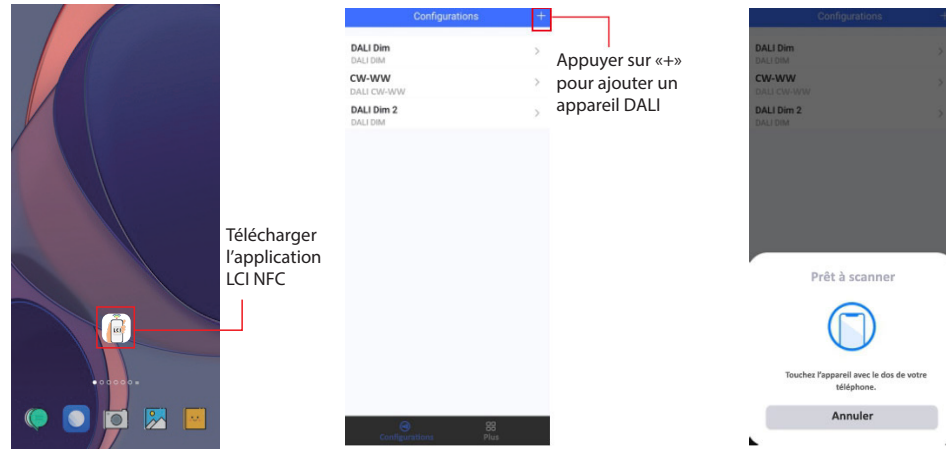 Télécharger
l'application
LCI NFC
LCI
Configurations +
DALI Dim
DALI DIM
CW-WW
DALI CW-WW
DALI Dim 2
DALI DIM
Configurations Plus
Appuyer sur «+»
pour ajouter un
appareil DALI
Configurations +
DALI Dim
DALI DIM
CW-WW
DALI CW-WW
DALI Dim 2
DALI DIM
Prêt à scanner
Touchez l'appareil avec le dos de votre
téléphone.
Annuler